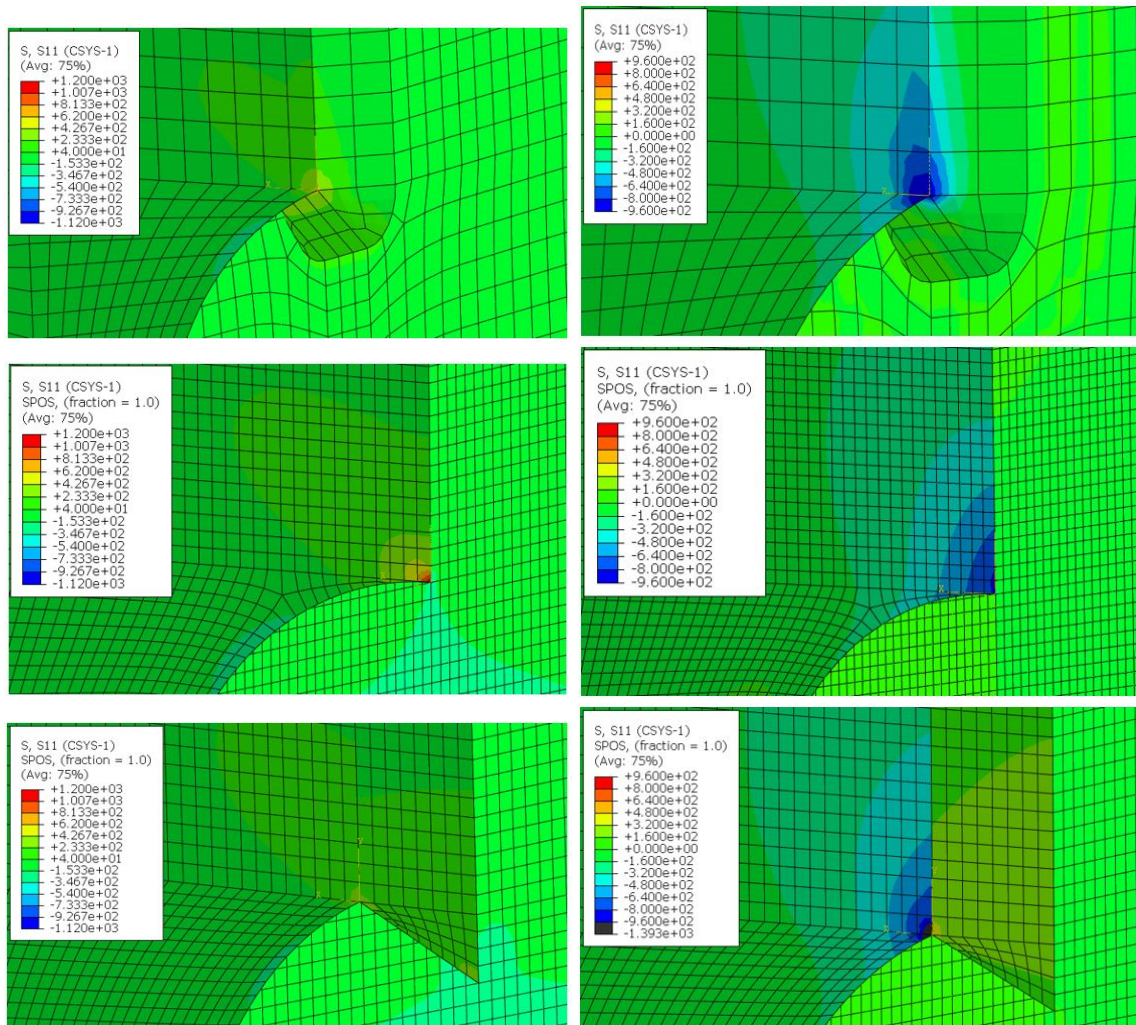 S, S11 (CSYS-1)
(Avg: 75%)
+1.200e+03
+1.007e+03
+8.133e+02
+6.200e+02
+4.267e+02
+2.333e+02
+4.000e+01
-1.533e+02
-3.467e+02
-5.400e+02
-7.333e+02
-9.267e+02
-1.120e+03
X
S, S11 (CSYS-1)
(Avg: 75%)
+9.600e+02
+8.000e+02
+6.400e+02
+4.800e+02
+3.200e+02
+1.600e+02
+0.000e+00
-1.600e+02
-3.200e+02
-4.800e+02
-6.400e+02
-8.000e+02
-9.600e+02
S, S11 (CSYS-1)
SPOS, (fraction = 1.0)
(Avg: 75%)
+1.200e+03
+1.007e+03
+8.133e+02
+6.200e+02
+4.267e+02
+2.333e+02
+4.000e+01
-1.533e+02
-3.467e+02
-5.400e+02
-7.333e+02
-9.267e+02
-1.120e+03
S, S11 (CSYS-1)
SPOS, (fraction = 1.0)
(Avg: 75%)
+9.600e+02
+8.000e+02
+6.400e+02
+4.800e+02
+3.200e+02
+1.600e+02
+0.000e+00
-1.600e+02
-3.200e+02
-4.800e+02
-6.400e+02
-8.000e+02
-9.600e+02
X
S, S11 (CSYS-1)
SPOS, (fraction = 1.0)
(Avg: 75%)
+1.200e+03
+1.007e+03
+8.133e+02
+6.200e+02
+4.267e+02
+2.333e+02
+4.000e+01
-1.533e+02
-3.467e+02
-5.400e+02
-7.333e+02
-9.267e+02
-1.120e+03
y
x
S, S11 (CSYS-1)
SPOS, (fraction = 1.0)
(Avg: 75%)
+9.600e+02
+8.000e+02
+6.400e+02
+4.800e+02
+3.200e+02
+1.600e+02
+0.000e+00
-1.600e+02
-3.200e+02
-4.800e+02
-6.400e+02
-8.000e+02
-9.600e+02
-1.393e+03